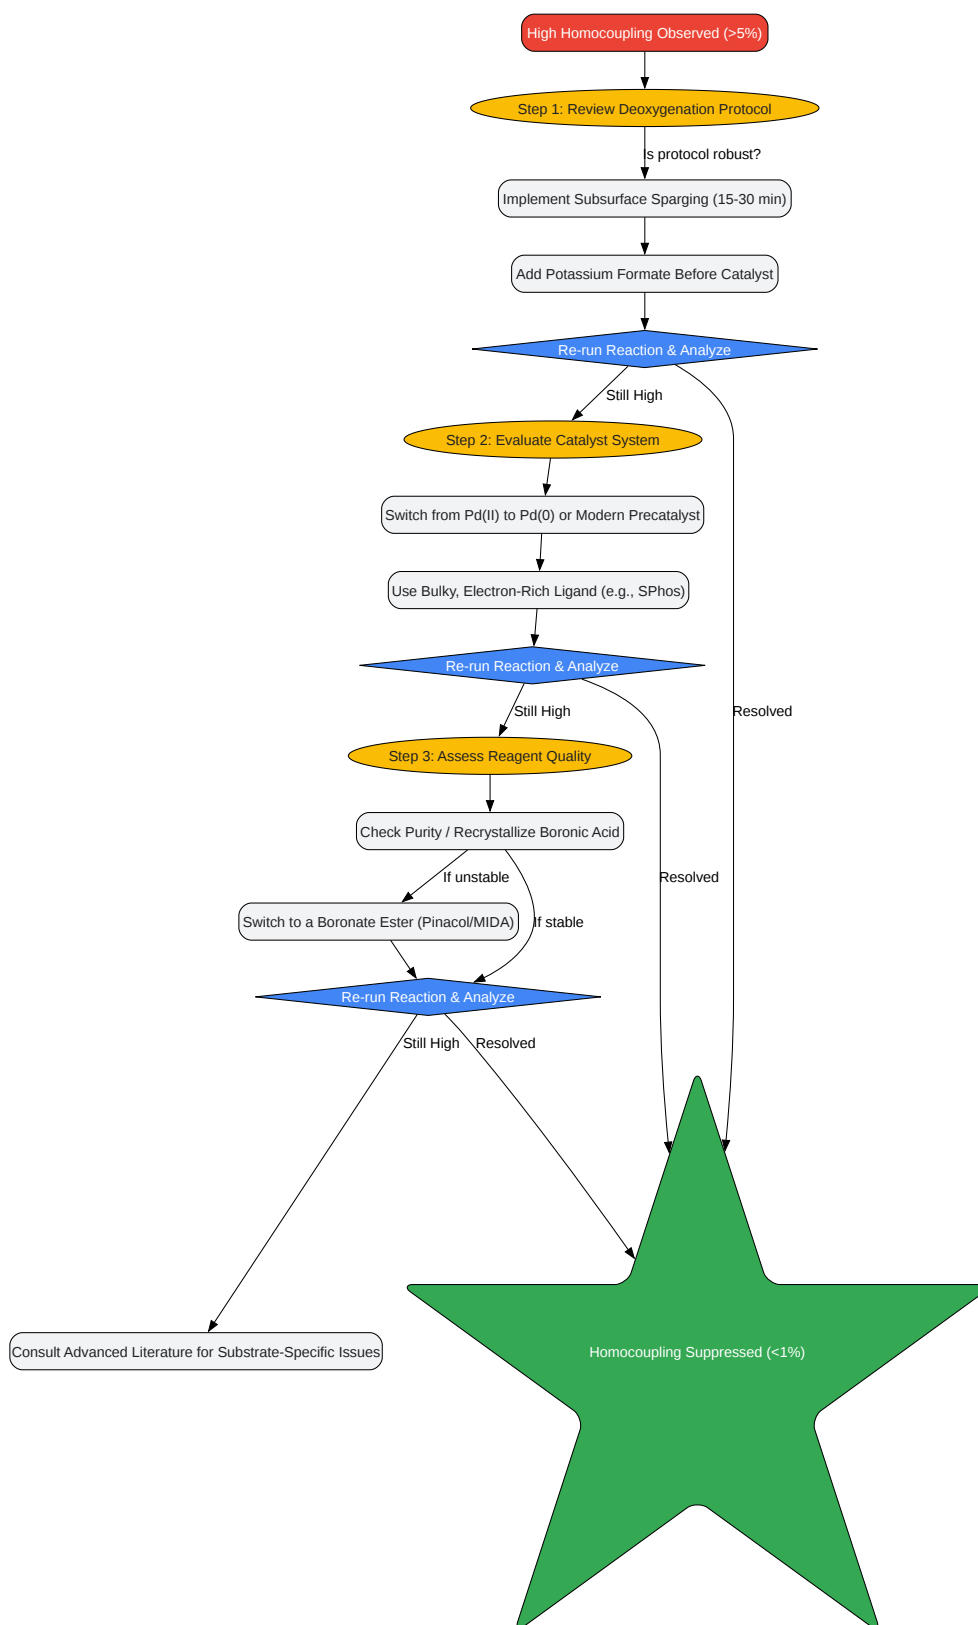 High Homocoupling Observed (>5%)
Step 1: Review Deoxygenation Protocol
Is protocol robust?
Implement Subsurface Sparging (15-30 min)
Add Potassium Formate Before Catalyst
Re-run Reaction & Analyze
Still High
Step 2: Evaluate Catalyst System
Switch from Pd(II) to Pd(0) or Modern Precatalyst
Use Bulky, Electron-Rich Ligand (e.g., SPhos)
Re-run Reaction & Analyze
Still High
Resolved
Step 3: Assess Reagent Quality
Check Purity / Recrystallize Boronic Acid
If unstable
Resolved
Switch to a Boronate Ester (Pinacol/MIDA)
If stable
Re-run Reaction & Analyze
Still High
Resolved
Consult Advanced Literature for Substrate-Specific Issues
Homocoupling Suppressed (<1%)